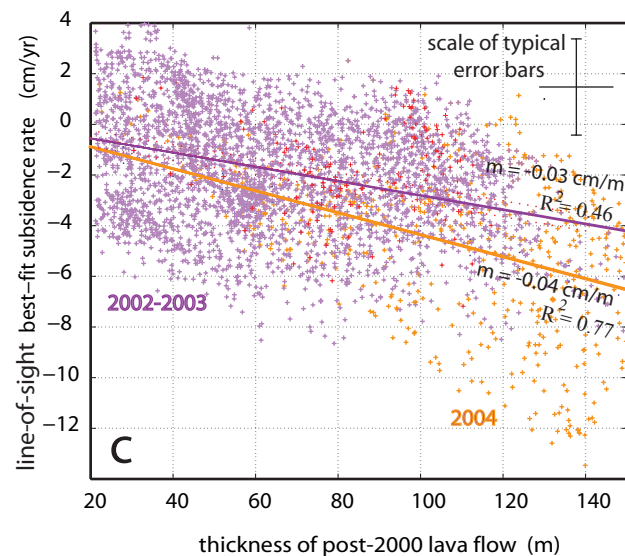 line-of-sight best-fit subsidence rate (cm/yr)
4
2
0
−2
−4
−6
−8
−10
−12
scale of typical
error bars
m = -0.03 cm/m
R2 = 0.46
m = -0.04 cm/m
R2 = 0.77
2002-2003
2004
C
20 40 60 80 100 120 140
thickness of post-2000 lava flow (m)